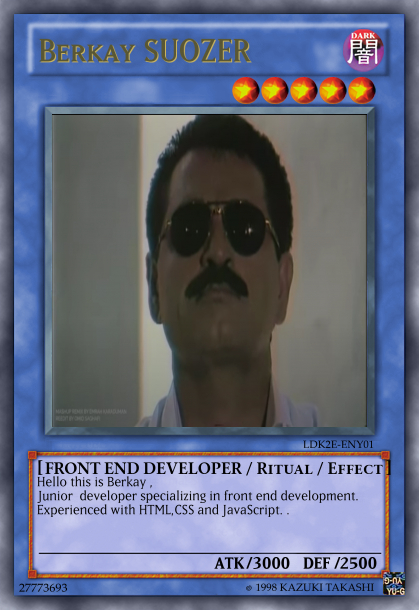 Berkay SUOZER
DARK
闇
LDK2E-ENY01
[FRONT END DEVELOPER / RITUAL / EFFECT]
Hello this is Berkay ,
Junior developer specializing in front end development.
Experienced with HTML,CSS and JavaScript. .
ATK/3000 DEF/2500
27773693
© 1998 KAZUKI TAKASHI
YU-G